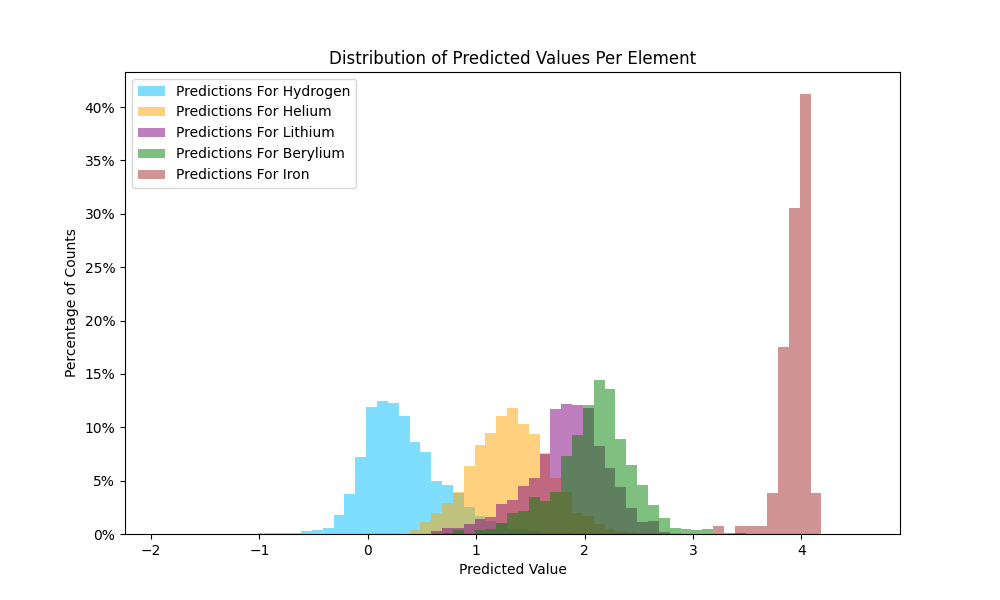 Distribution of Predicted Values Per Element
Predictions For Hydrogen
Predictions For Helium
Predictions For Lithium
Predictions For Berylium
Predictions For Iron
Percentage of Counts
40%
35%
30%
25%
20%
15%
10%
5%
0%
−2 −1 0 1 2 3 4
Predicted Value